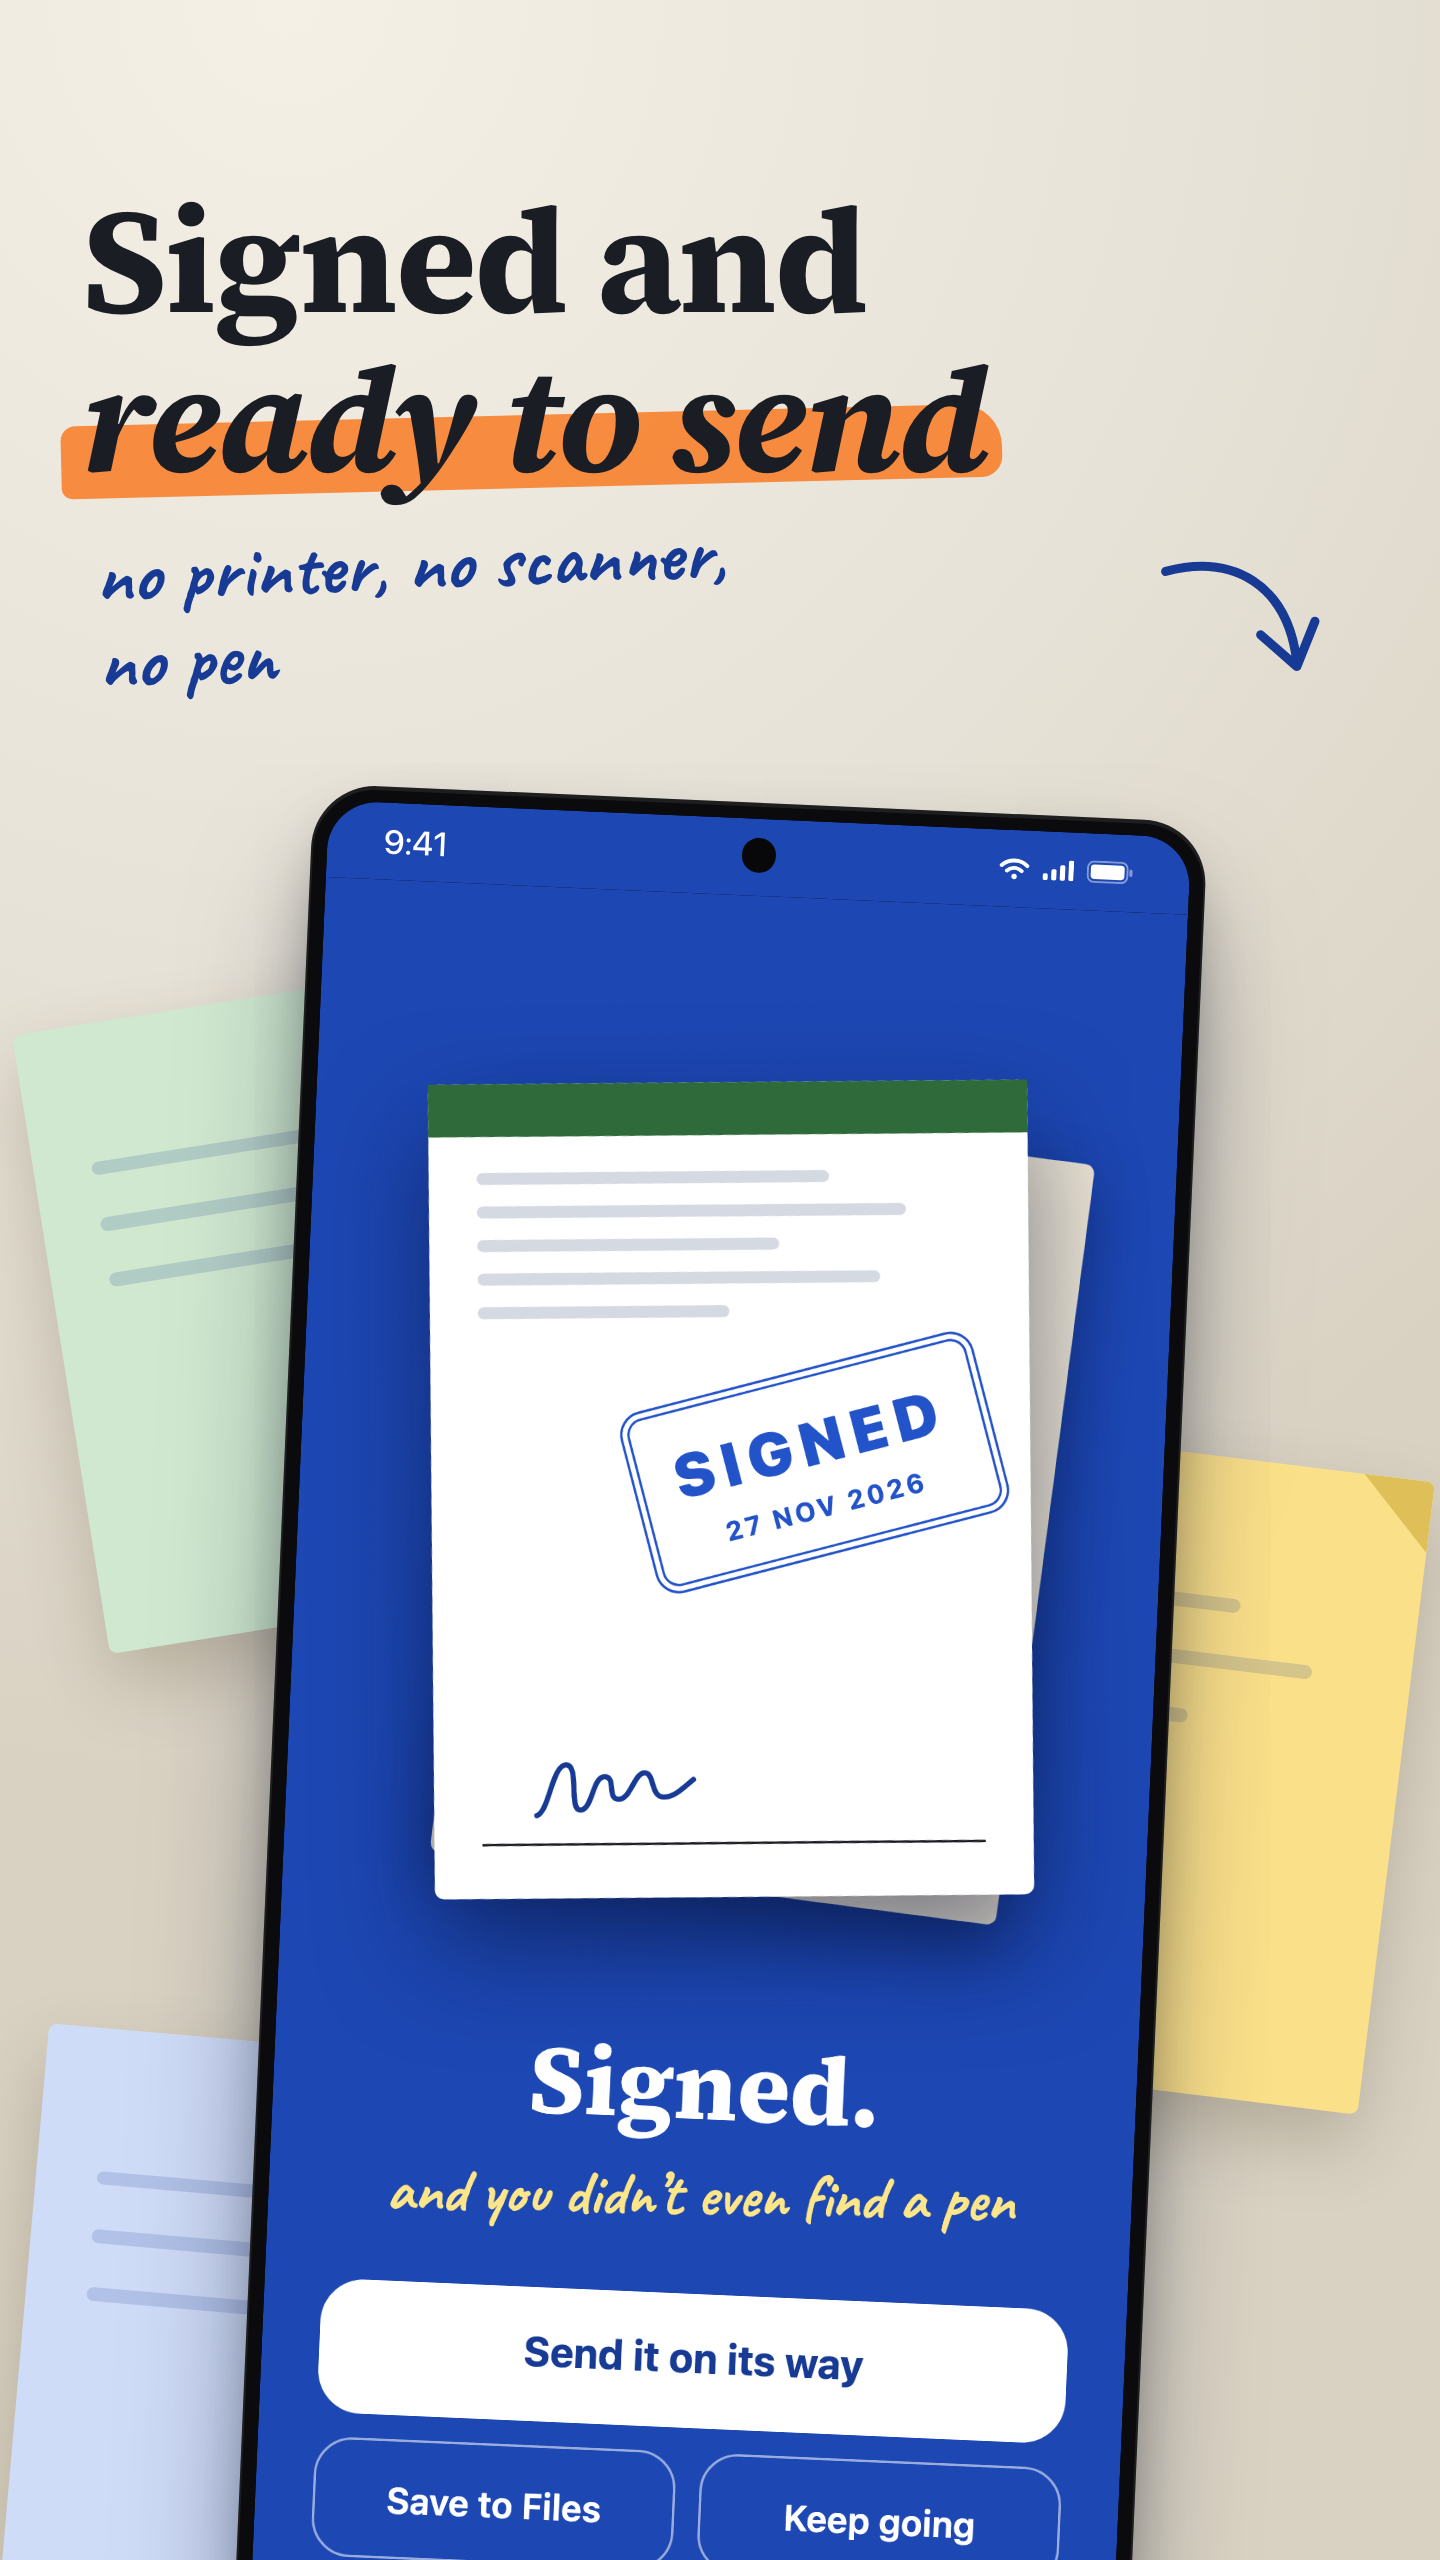 Signed and
ready to send
no printer, no scanner,
no pen
9:41
SIGNED
27 NOV 2026
Signed.
and you didn’t even find a pen
Send it on its way
Save to Files
Keep going